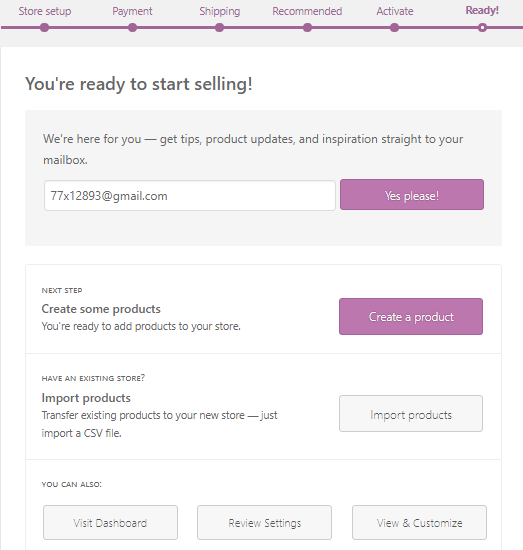 Store setup Payment Shipping Recommended Activate Ready!
You're ready to start selling!
We're here for you — get tips, product updates, and inspiration straight to your
mailbox.
77x12893@gmail.com Yes please!
NEXT STEP
Create some products
You're ready to add products to your store.
Create a product
HAVE AN EXISTING STORE?
Import products
Transfer existing products to your new store — just
import a CSV file.
Import products
YOU CAN ALSO:
Visit Dashboard Review Settings View & Customize